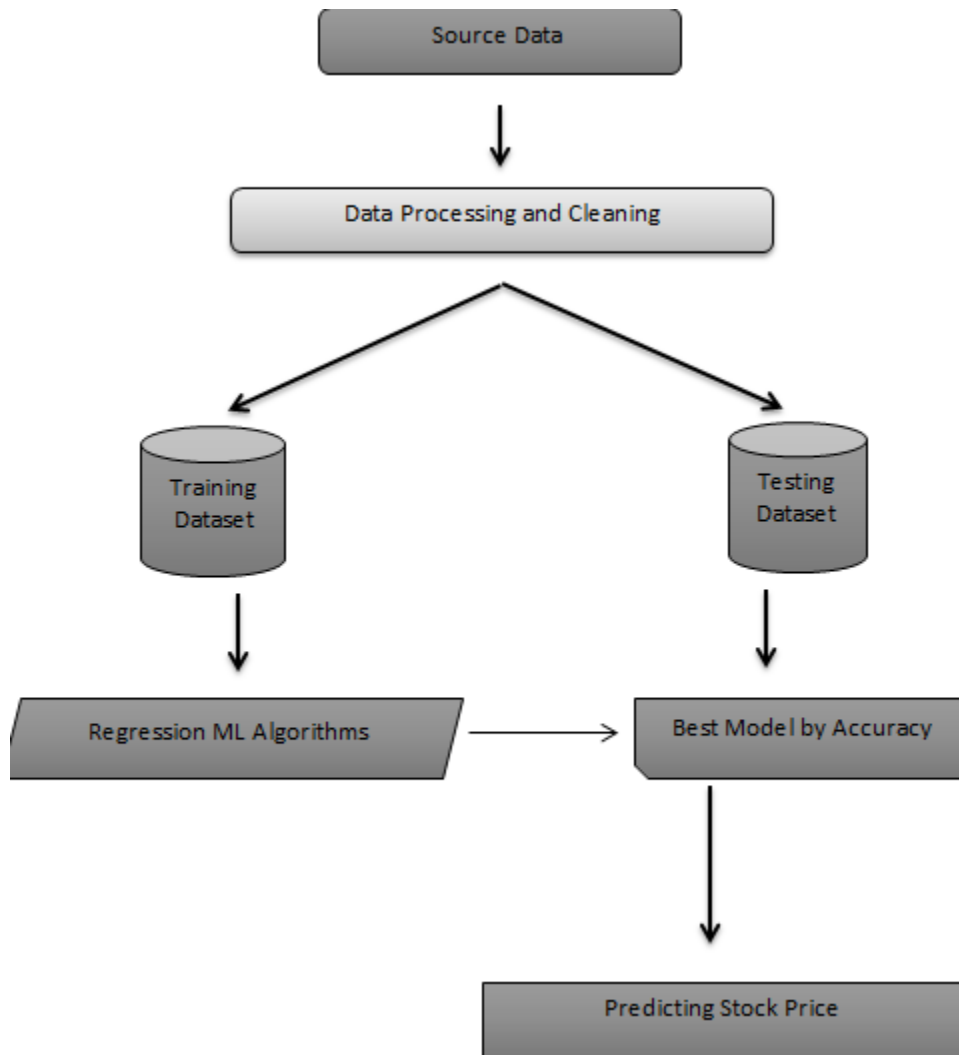 Source Data
Data Processing and Cleaning
Training
Dataset
Testing
Dataset
Regression ML Algorithms
Best Model by Accuracy
Predicting Stock Price